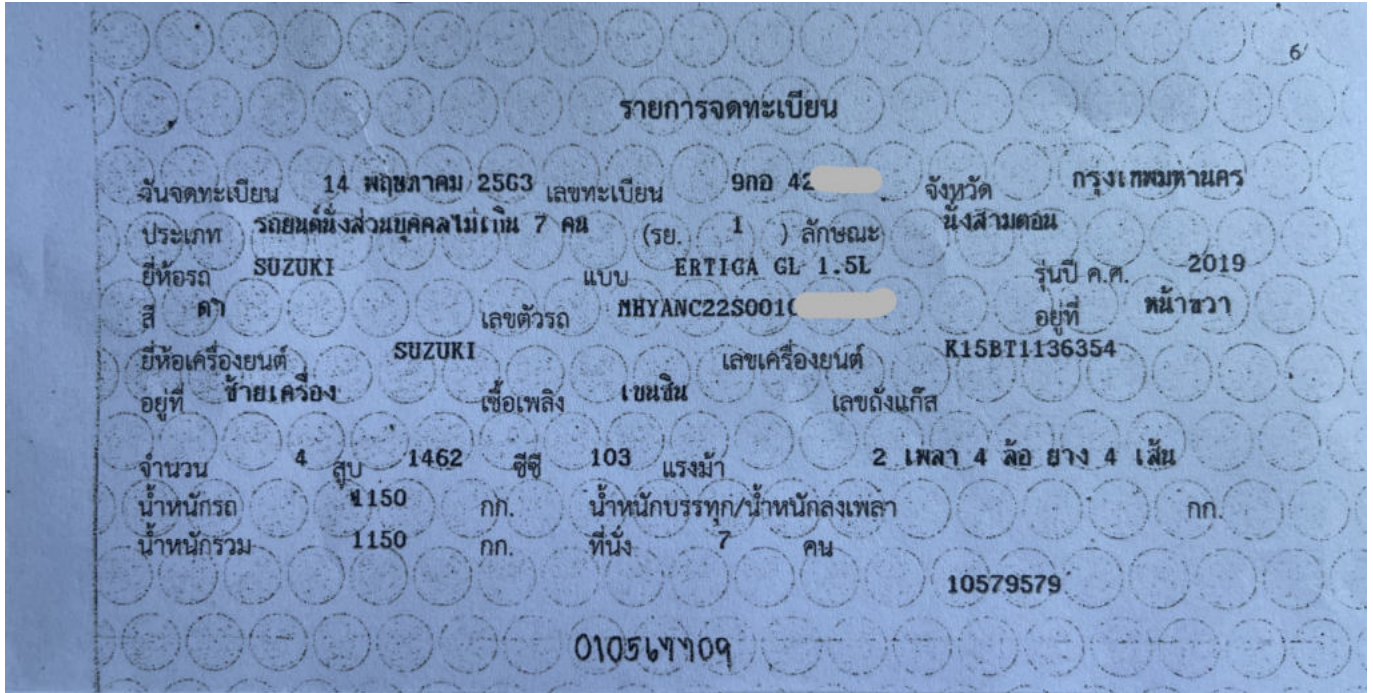 6
รายการจดทะเบียน
วันจดทะเบียน 14 พฤษภาคม 2563 เลขทะเบียน 9กอ 42 จังหวัด กรุงเทพมหานคร
ประเภท รถยนต์นั่งส่วนบุคคลไม่เกิน 7 คน (รย. 1 ) ลักษณะ นั่งสามตอน
ยี่ห้อรถ SUZUKI แบบ ERTIGA GL 1.5L รุ่นปี ค.ศ. 2019
สี ดำ เลขตัวรถ MHYANC22S001 อยู่ที่ หน้าขวา
ยี่ห้อเครื่องยนต์ SUZUKI เลขเครื่องยนต์ K15BT1136354
อยู่ที่ ซ้ายเครื่อง เชื้อเพลิง เบนซิน เลขถังแก๊ส
จำนวน 4 สูบ 1462 ซีซี 103 แรงม้า 2 เพลา 4 ล้อ ยาง 4 เส้น
น้ำหนักรถ 1150 กก. น้ำหนักบรรทุก/น้ำหนักลงเพลา กก.
น้ำหนักรวม 1150 กก. ที่นั่ง 7 คน
10579579